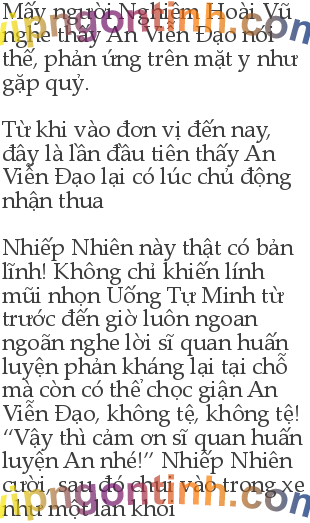 Mấy người Nghiêm Hoài Vũ
nghe thấy An Viễn Đạo nói
thế, phản ứng trên mặt y như
gặp quỷ.
Từ khi vào đơn vị đến nay,
đây là lần đầu tiên thấy An
Viễn Đạo lại có lúc chủ động
nhận thua
Nhiếp Nhiên này thật có bản
lĩnh! Không chỉ khiến lính
mũi nhọn Uống Tự Minh từ
trước đến giờ luôn ngoan
ngoãn nghe lời sĩ quan huấn
luyện phản kháng lại tại chỗ
mà còn có thể chọc giận An
Viễn Đạo, không tệ, không tệ!
“Vậy thì cảm ơn sĩ quan huấn
luyện An nhé!” Nhiếp Nhiên
cười, sau đó chui vào trong xe
như một làn khói
vipngontinh.com
vipngontinh.com